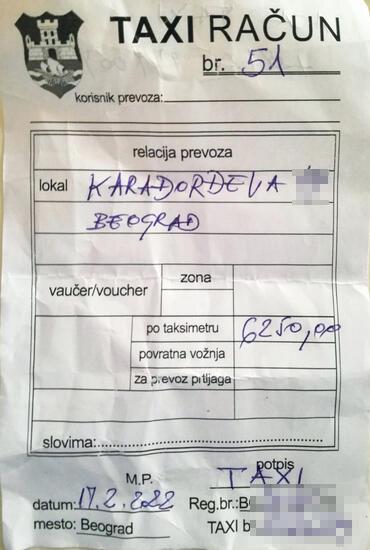 TAXI RAČUN
br. 51
korisnik prevoza:
relacija prevoza
lokal KARAĐORĐEVA
BEOGRAD
zona
vaučer/voucher
po taksimetru 6250,00
povratna vožnja
za prevoz prtljaga
slovima:
M.P. potpis
TAXI
datum: 17.2.2022 Reg.br.:BG
mesto: Beograd TAXI b